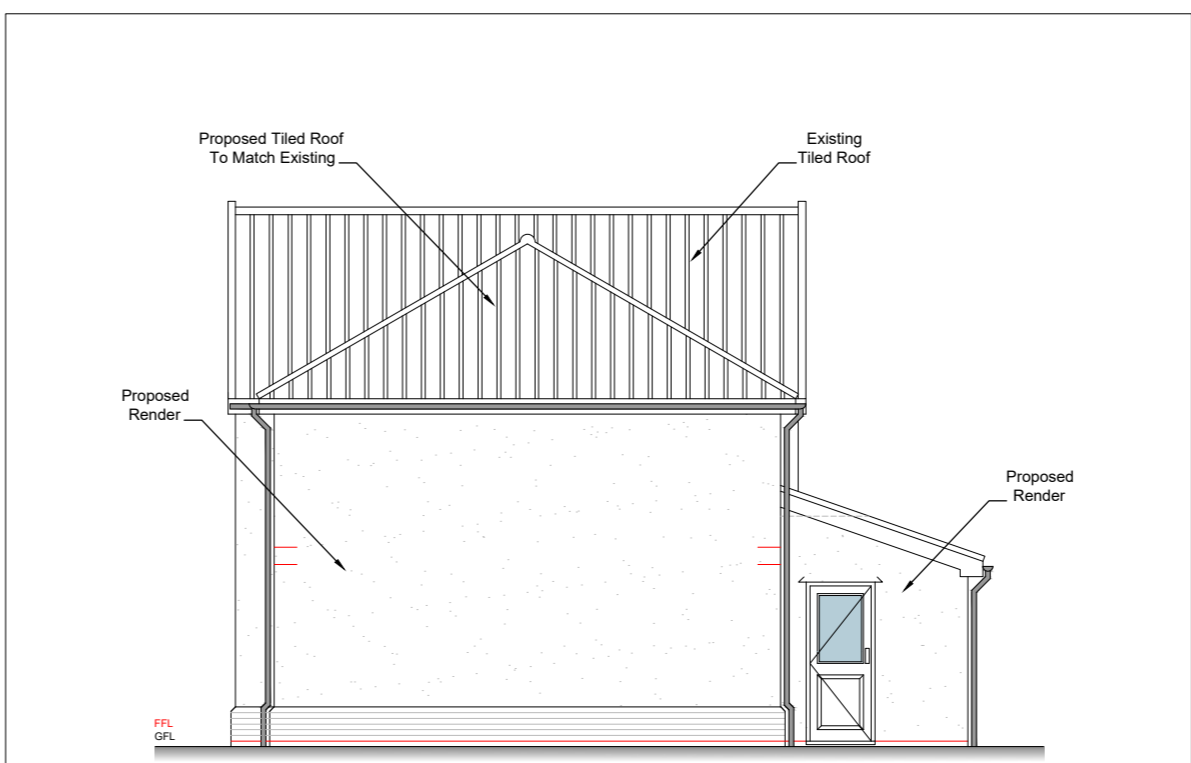 Proposed Tiled Roof
To Match Existing
Existing
Tiled Roof
Proposed
Render
Proposed
Render
FFL
GFL